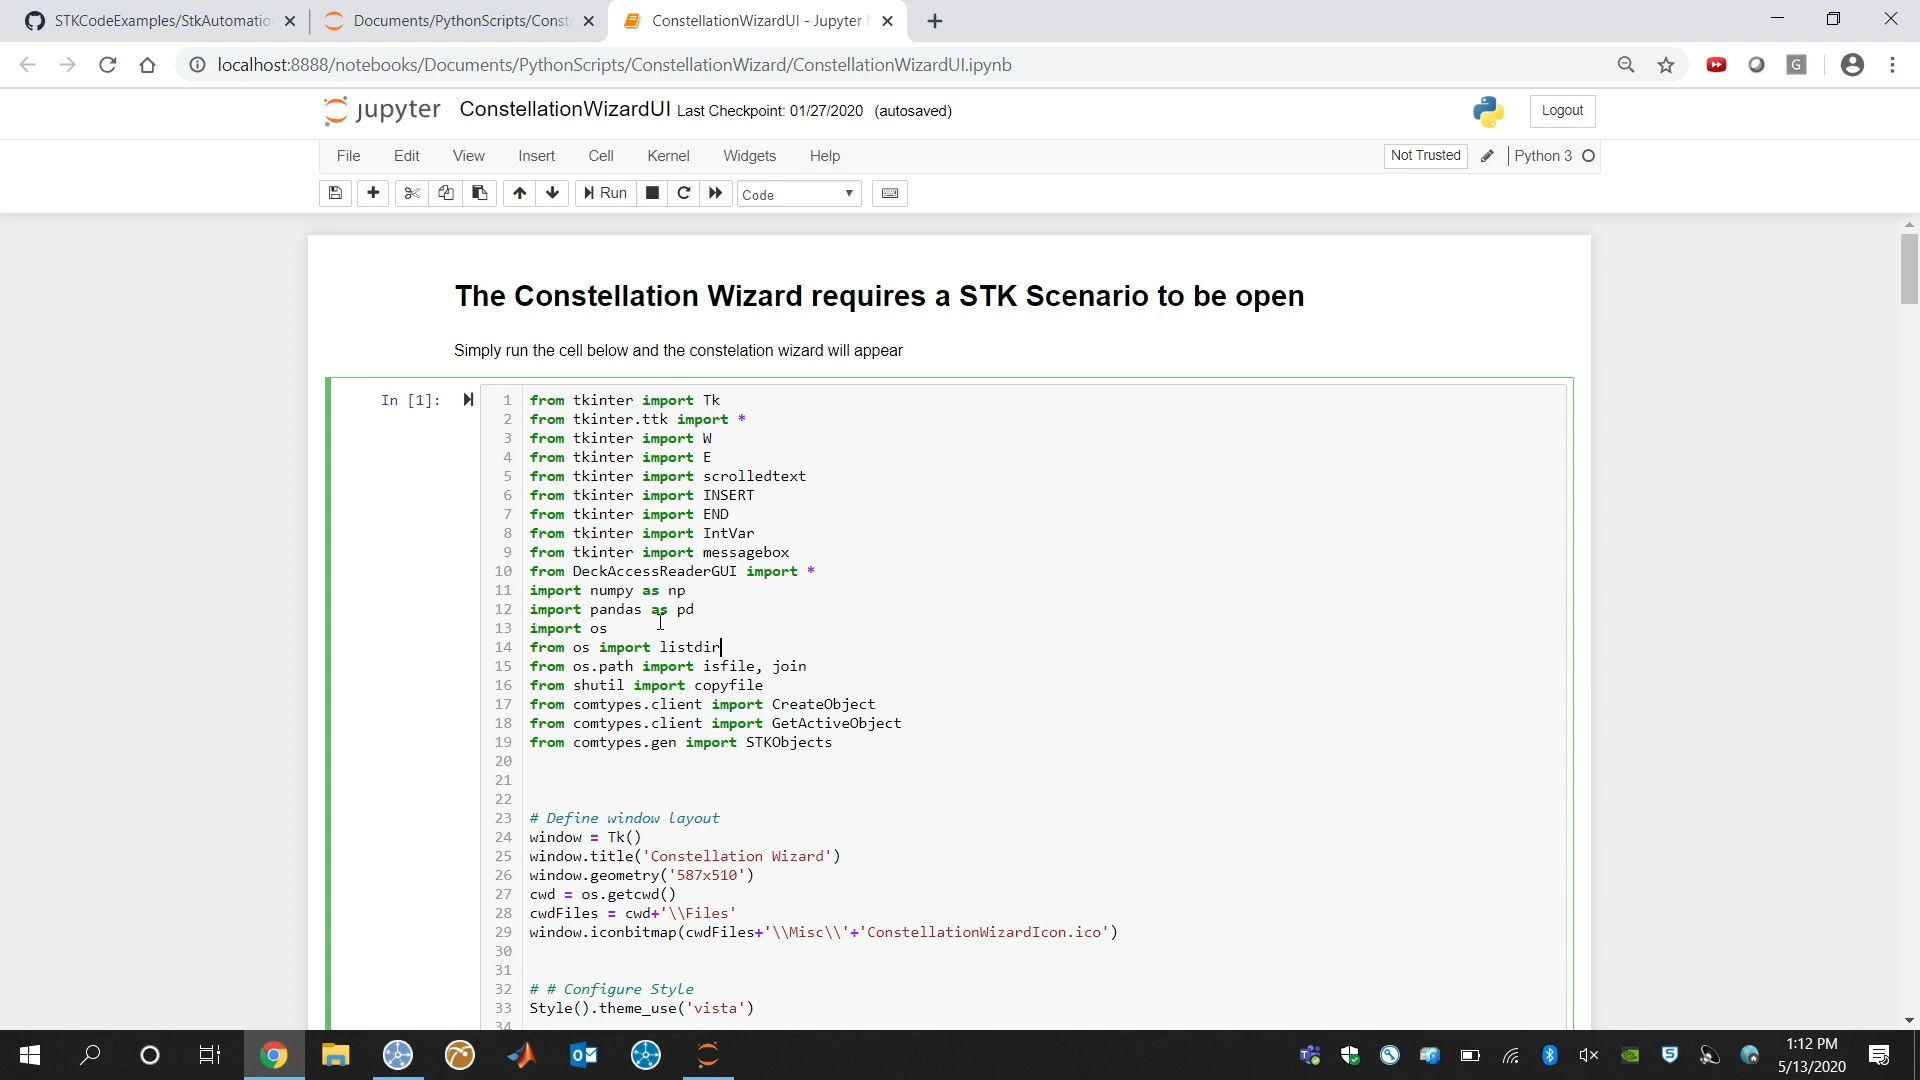 STKCodeExamples/StkAutomatio
Documents/PythonScripts/Conste
ConstellationWizardUI - Jupyter N
localhost:8888/notebooks/Documents/PythonScripts/ConstellationWizard/ConstellationWizardUI.ipynb
G
jupyter ConstellationWizardUI Last Checkpoint: 01/27/2020 (autosaved)
Logout
File Edit View Insert Cell Kernel Widgets Help
Not Trusted
Python 3
Run
Code
The Constellation Wizard requires a STK Scenario to be open
Simply run the cell below and the constelation wizard will appear
In [1]:
1 from tkinter import Tk
2 from tkinter.ttk import *
3 from tkinter import W
4 from tkinter import E
5 from tkinter import scrolledtext
6 from tkinter import INSERT
7 from tkinter import END
8 from tkinter import IntVar
9 from tkinter import messagebox
10 from DeckAccessReaderGUI import *
11 import numpy as np
12 import pandas as pd
13 import os
14 from os import listdir
15 from os.path import isfile, join
16 from shutil import copyfile
17 from comtypes.client import CreateObject
18 from comtypes.client import GetActiveObject
19 from comtypes.gen import STKObjects
20
21
22
23 # Define window layout
24 window = Tk()
25 window.title('Constellation Wizard')
26 window.geometry('587x510')
27 cwd = os.getcwd()
28 cwdFiles = cwd+'\\Files'
29 window.iconbitmap(cwdFiles+'\\Misc\\'+'ConstellationWizardIcon.ico')
30
31
32 # # Configure Style
33 Style().theme_use('vista')
34
1:12 PM
5/13/2020